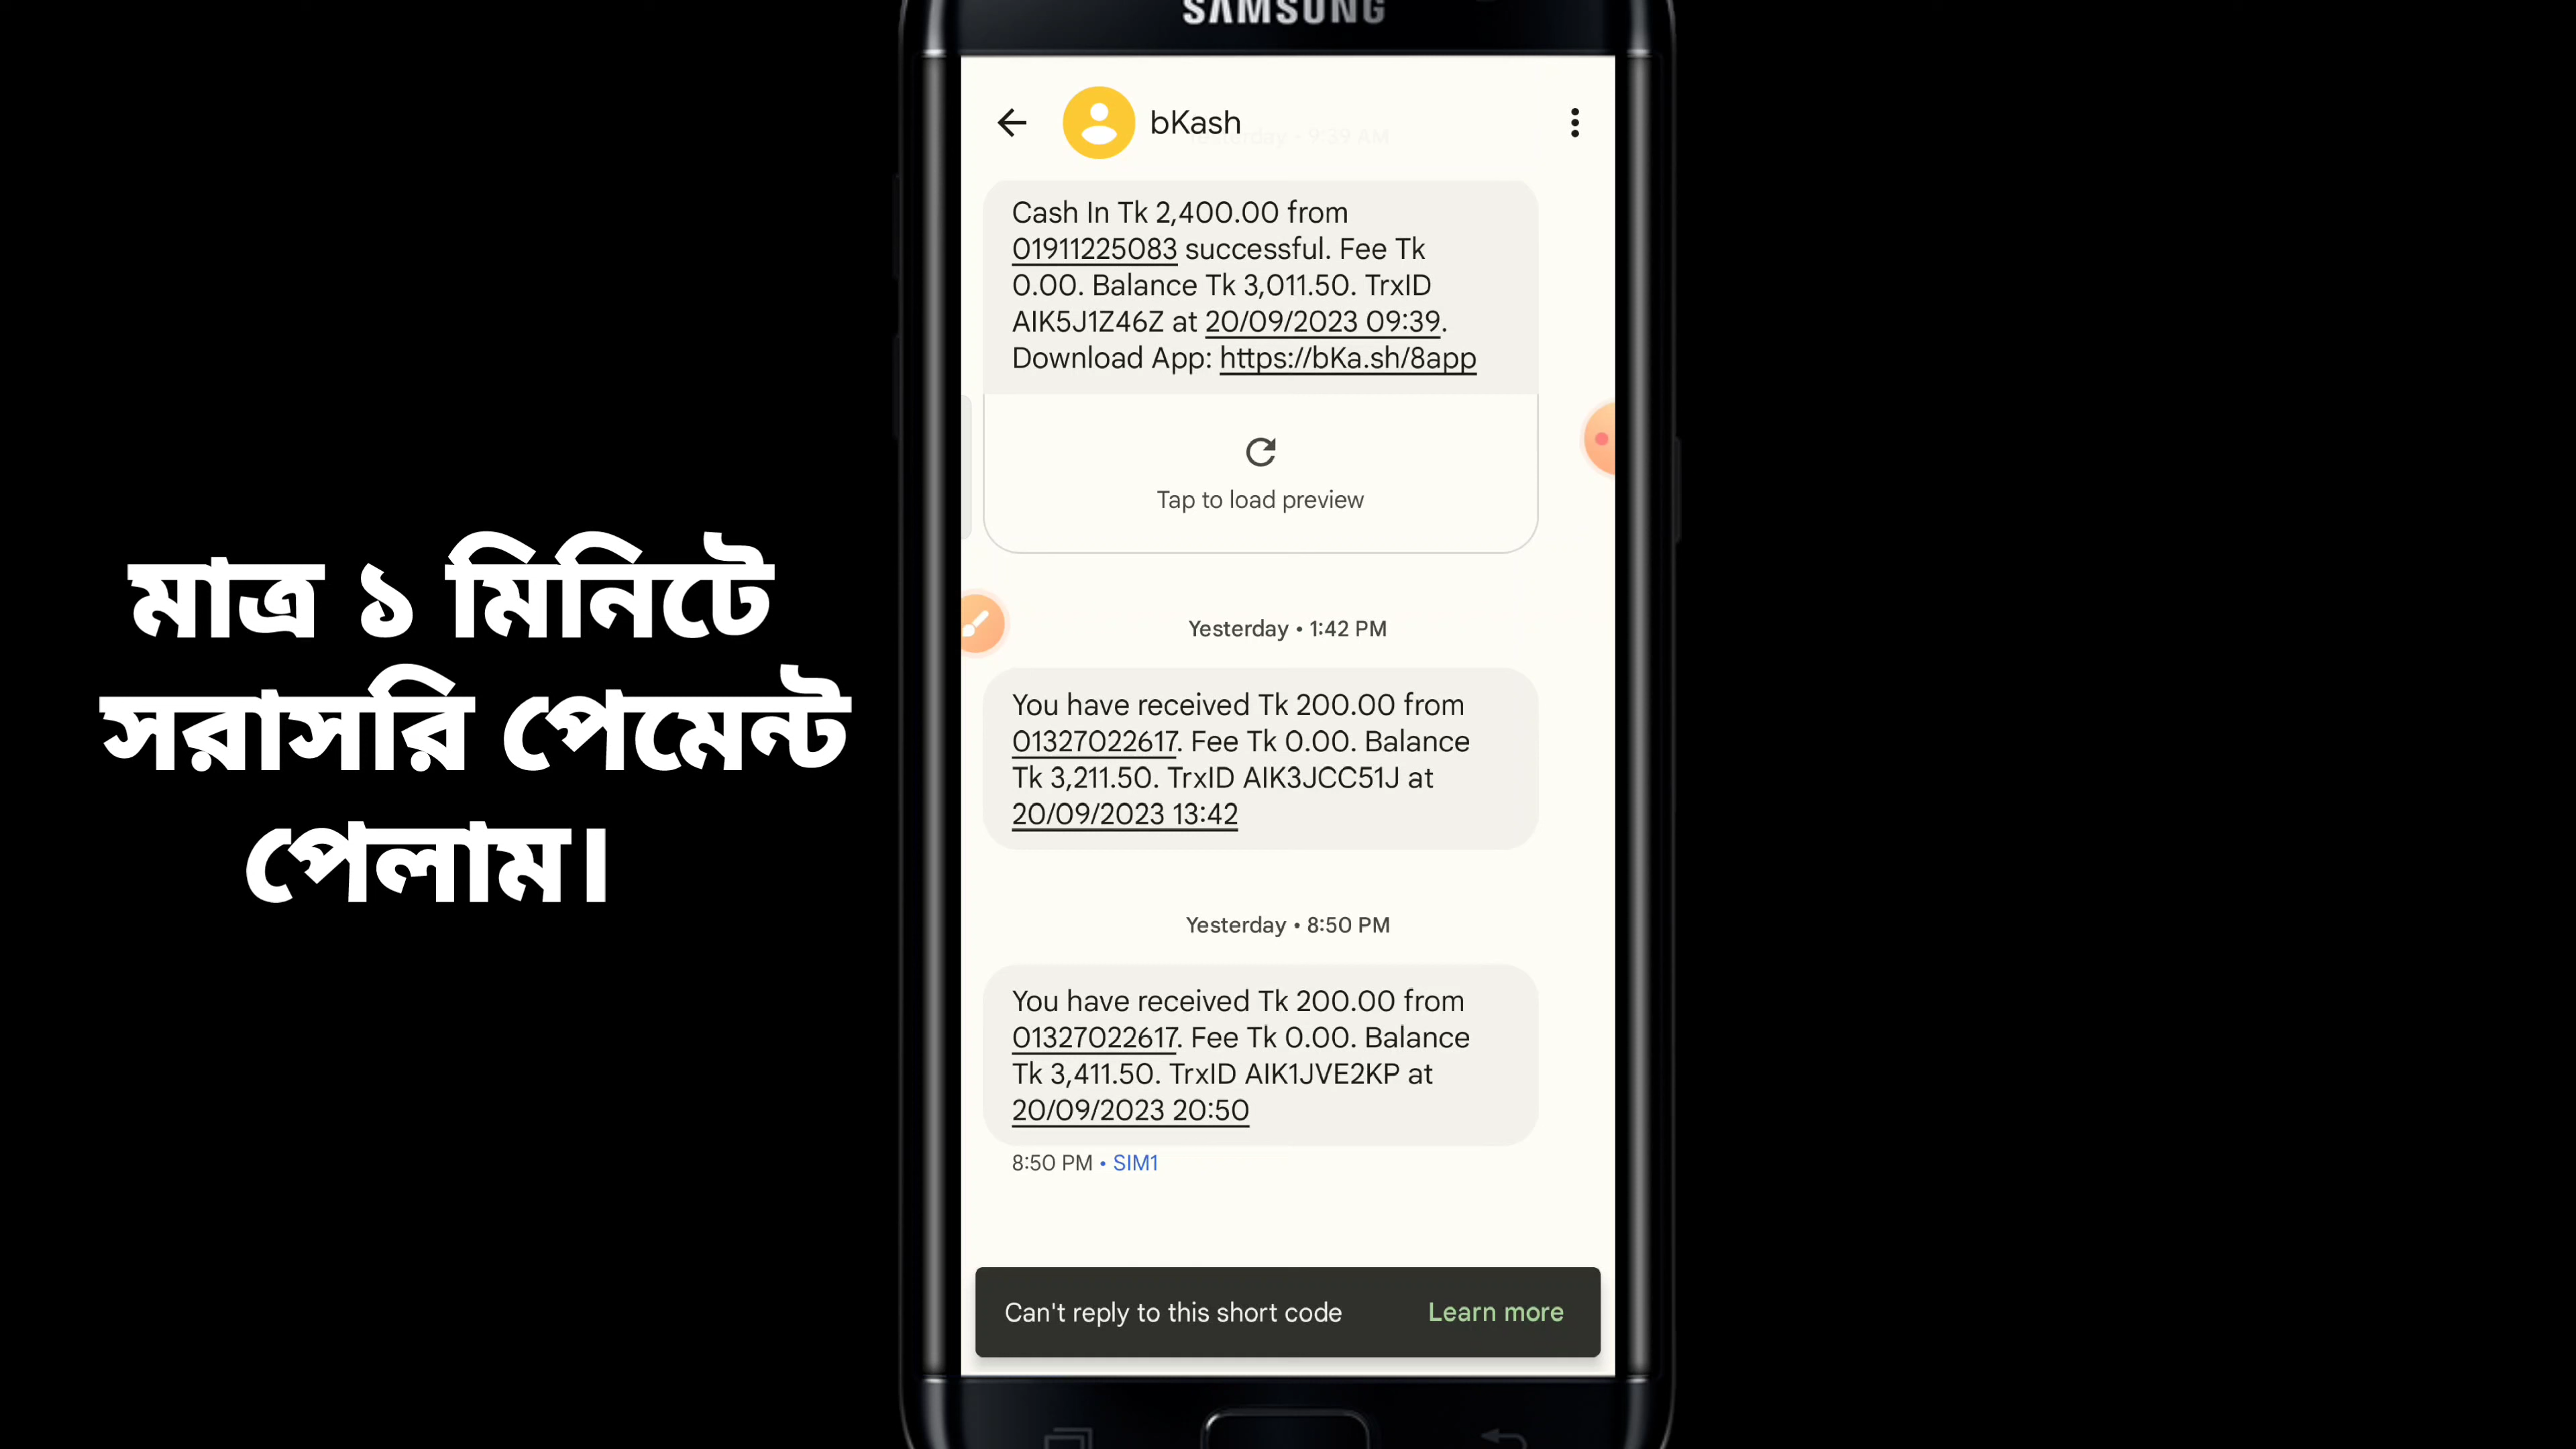 SAMSUNG
bKash
Yesterday • 9:39 AM
Cash In Tk 2,400.00 from
01911225083 successful. Fee Tk
0.00. Balance Tk 3,011.50. TrxID
AIK5J1Z46Z at 20/09/2023 09:39.
Download App: https://bKa.sh/8app
Tap to load preview
মাত্র ১ মিনিটে
সরাসরি পেমেন্ট
পেলাম।
Yesterday • 1:42 PM
You have received Tk 200.00 from
01327022617. Fee Tk 0.00. Balance
Tk 3,211.50. TrxID AIK3JCC51J at
20/09/2023 13:42
Yesterday • 8:50 PM
You have received Tk 200.00 from
01327022617. Fee Tk 0.00. Balance
Tk 3,411.50. TrxID AIK1JVE2KP at
20/09/2023 20:50
8:50 PM • SIM1
Can't reply to this short code Learn more